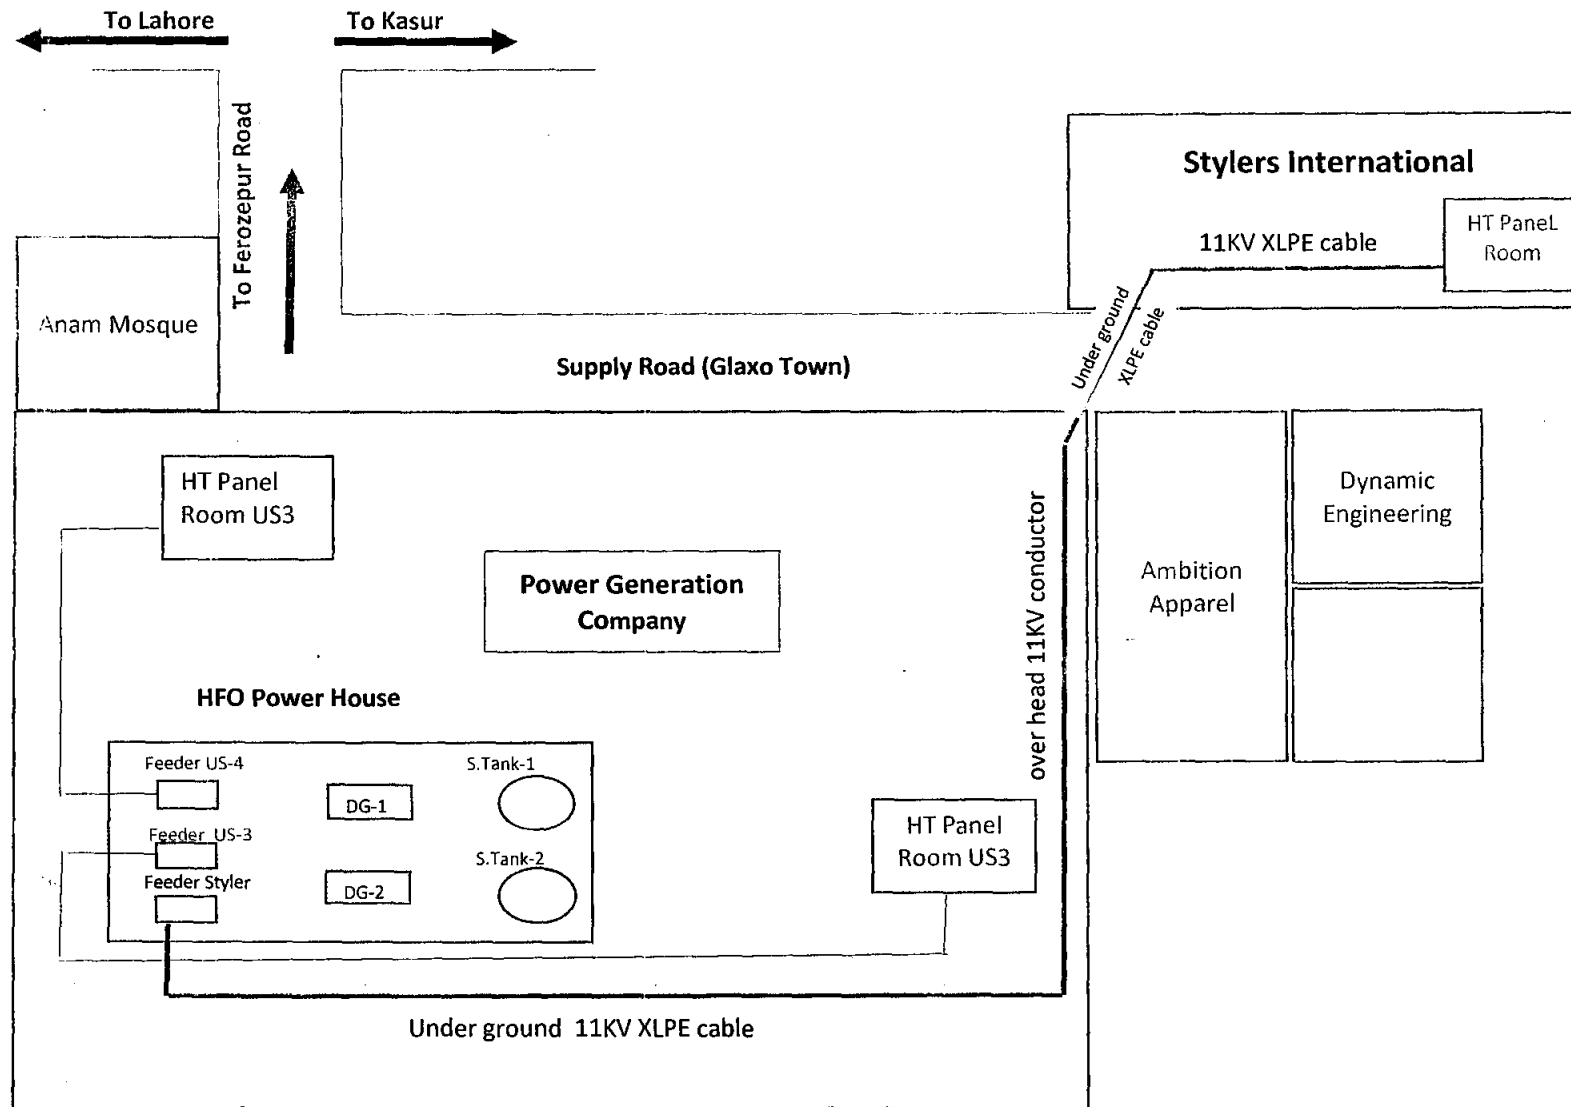 To Lahore
To Kasur
To Ferozepur Road
Stylers International
HT PaneL
Room
11KV XLPE cable
Anam Mosque
Under ground
XLPE cable
Supply Road (Glaxo Town)
HT Panel
Room US3
Power Generation
Company
over head 11KV conductor
Ambition
Apparel
Dynamic
Engineering
HFO Power House
Feeder US-4
DG-1
S.Tank-1
Feeder US-3
Feeder Styler
DG-2
S.Tank-2
HT Panel
Room US3
Under ground 11KV XLPE cable